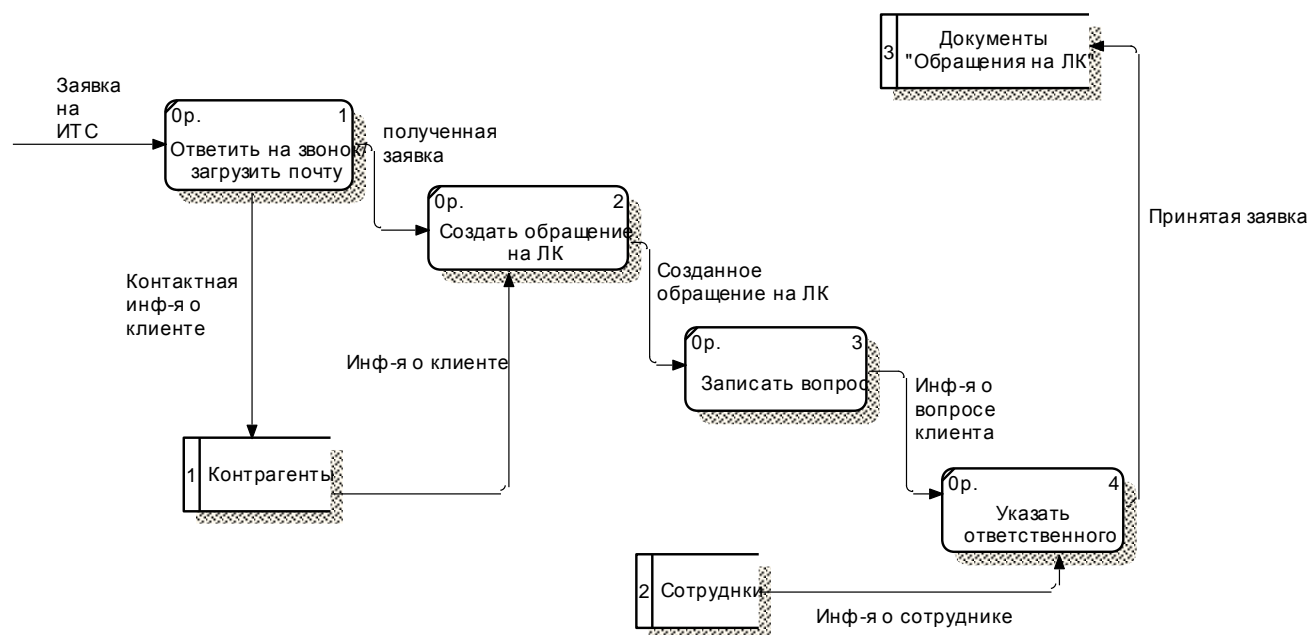 3
Документы
"Обращения на ЛК"
Заявка
на
ИТС
0р.
1
Ответить на звонок/
загрузить почту
полученная
заявка
0р.
2
Создать обращение
на ЛК
Принятая заявка
Контактная
инф-я о
клиенте
Созданное
обращение на ЛК
Инф-я о клиенте
0р.
3
Записать вопрос
Инф-я о
вопросе
клиента
1
Контрагенты
0р.
4
Указать
ответственного
2
Сотруднки
Инф-я о сотруднике